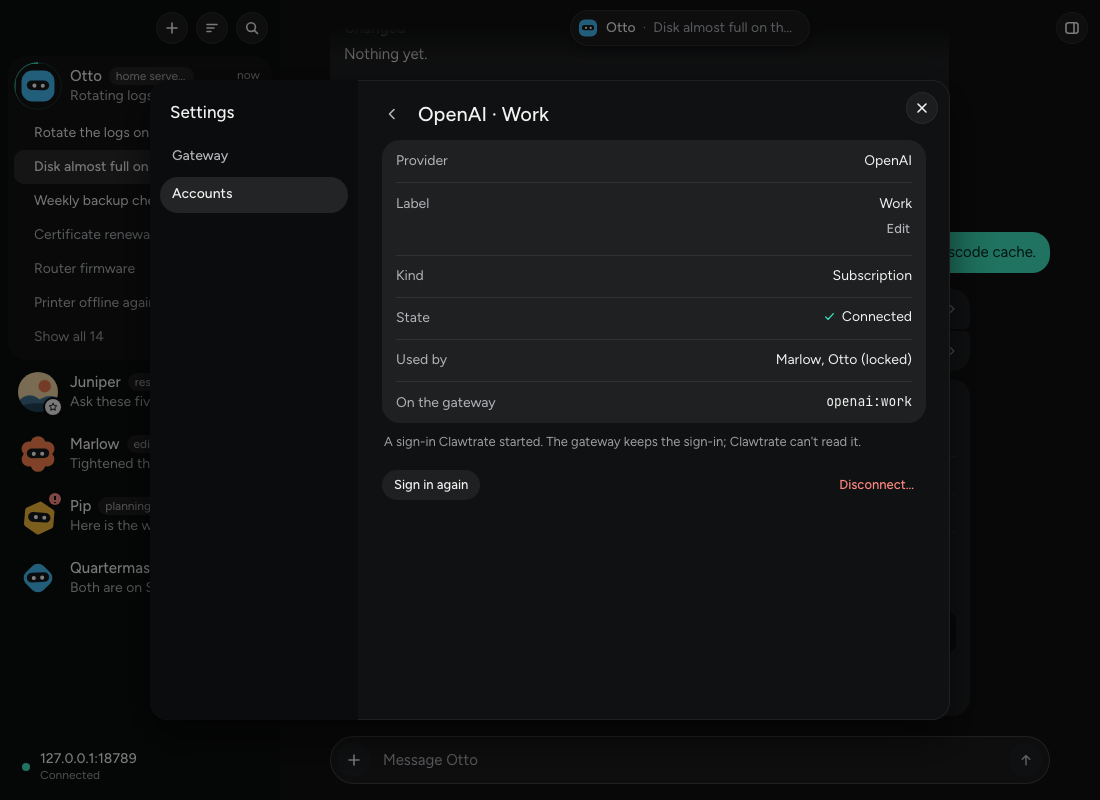 Otto · Disk almost full on th…
Nothing yet.
Otto home serve… now
Rotating logs
Rotate the logs on
Disk almost full on
Weekly backup che
Certificate renewa
Router firmware
Printer offline again
Show all 14
Juniper res
Ask these fiv
Marlow edi
Tightened th
Pip planning
Here is the w
Quartermas
Both are on S
127.0.0.1:18789
Connected
Settings
Gateway
Accounts
OpenAI · Work
Provider OpenAI
Label Work
Edit
Kind Subscription
State Connected
Used by Marlow, Otto (locked)
On the gateway openai:work
A sign-in Clawtrate started. The gateway keeps the sign-in; Clawtrate can't read it.
Sign in again Disconnect…
scode cache.
Message Otto